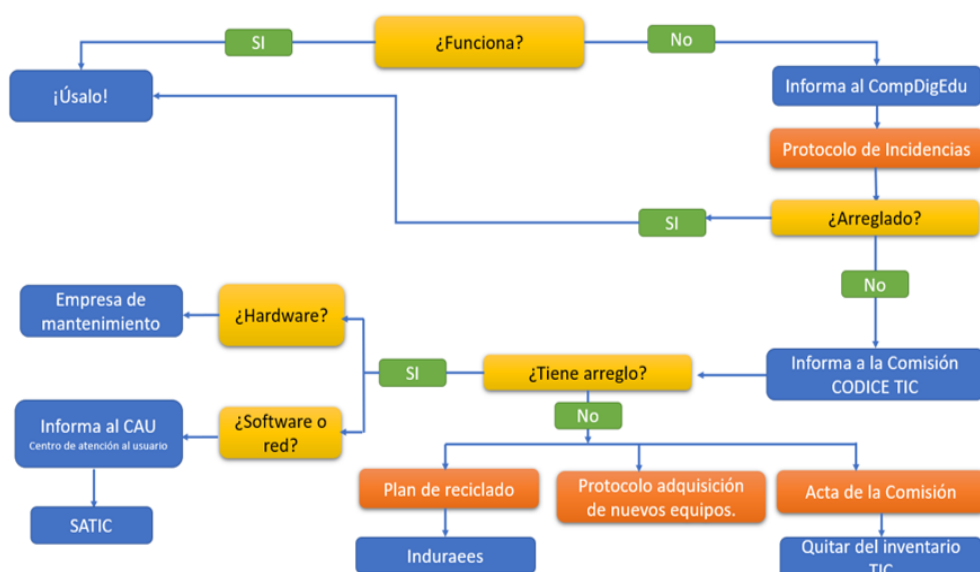 SI
¿Funciona?
No
¡Úsalo!
Informa al CompDigEdu
Protocolo de Incidencias
SI
¿Arreglado?
No
Empresa de
mantenimiento
¿Hardware?
SI
¿Tiene arreglo?
Informa a la Comisión
CODICE TIC
Informa al CAU
Centro de atención al usuario
¿Software o
red?
No
SATIC
Plan de reciclado
Protocolo adquisición
de nuevos equipos.
Acta de la Comisión
Induraees
Quitar del inventario
TIC